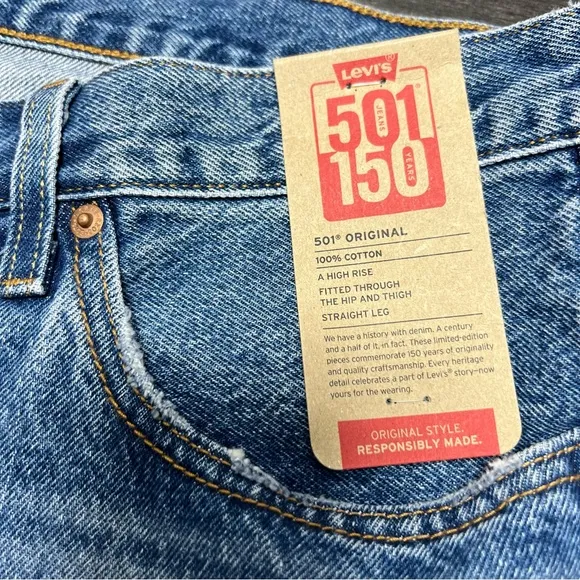 Levi's®
501®
JEANS
150
YEARS
501® ORIGINAL
100% COTTON
A HIGH RISE
FITTED THROUGH
THE HIP AND THIGH
STRAIGHT LEG
We have a history with denim. A century
and a half of it, in fact. These limited-edition
pieces commemorate 150 years of originality
and quality craftsmanship. Every heritage
detail celebrates a part of Levi's® story–now
yours for the wearing.
ORIGINAL STYLE.
RESPONSIBLY MADE.